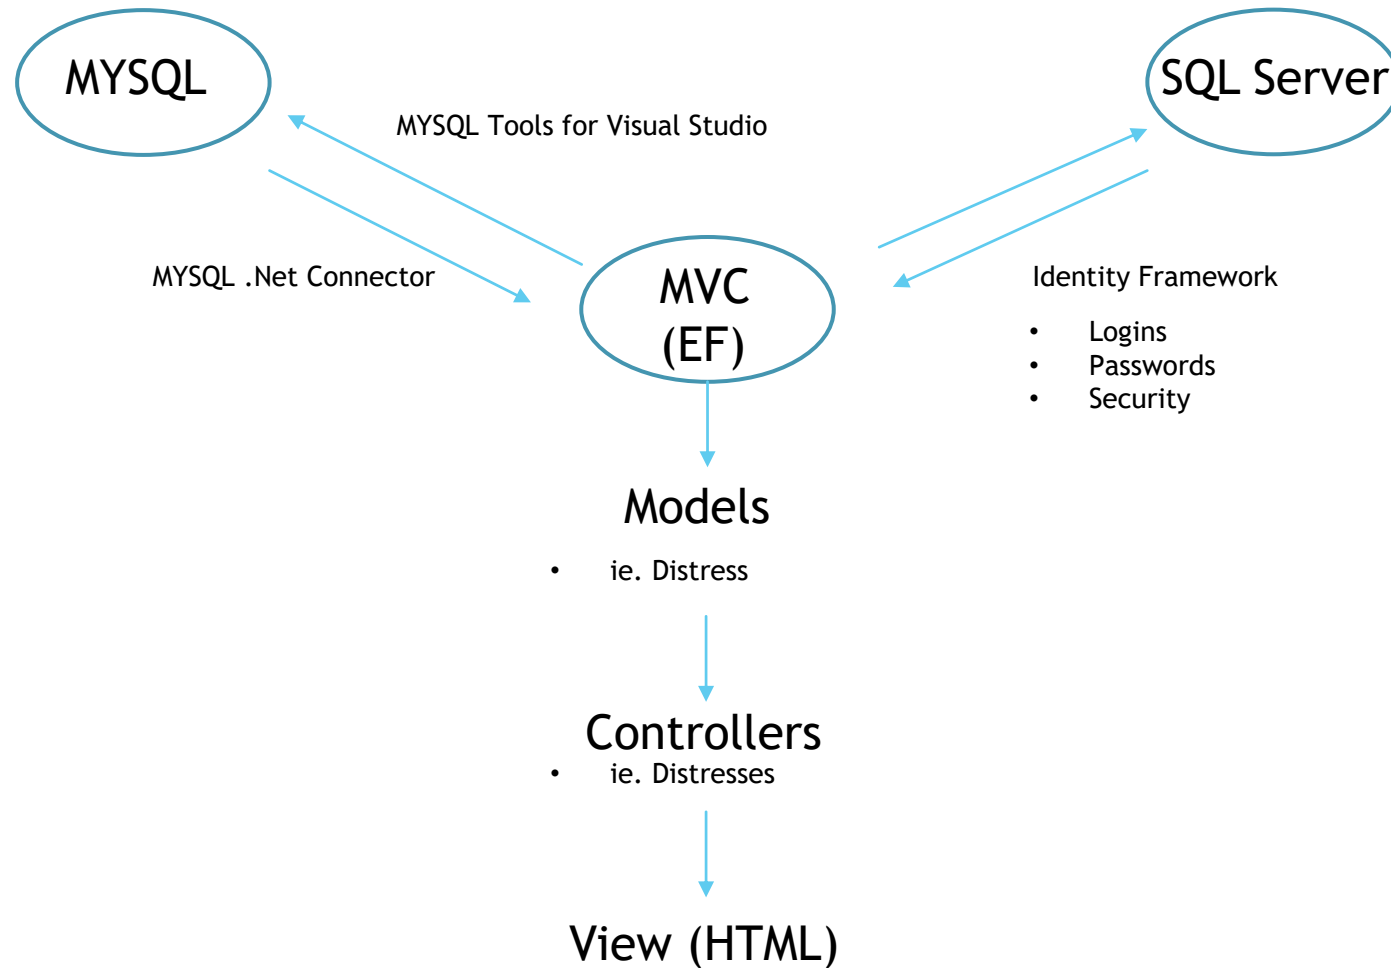 MYSQL
SQL Server
MYSQL Tools for Visual Studio
MYSQL .Net Connector
MVC
(EF)
Identity Framework
• Logins
• Passwords
• Security
Models
• ie. Distress
Controllers
• ie. Distresses
View (HTML)